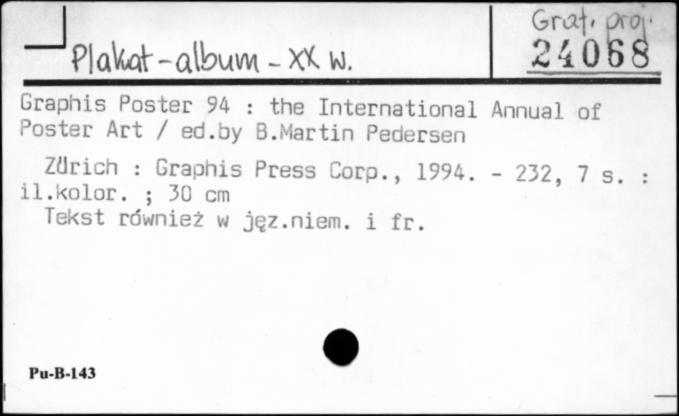 Graf. proj.
24068
Plakat-album - XX w.
Graphis Poster 94 : the International Annual of
Poster Art / ed.by B.Martin Pedersen
Zürich : Graphis Press Corp., 1994. - 232, 7 s. :
il.kolor. ; 30 cm
Tekst również w jęz.niem. i fr.
Pu-B-143